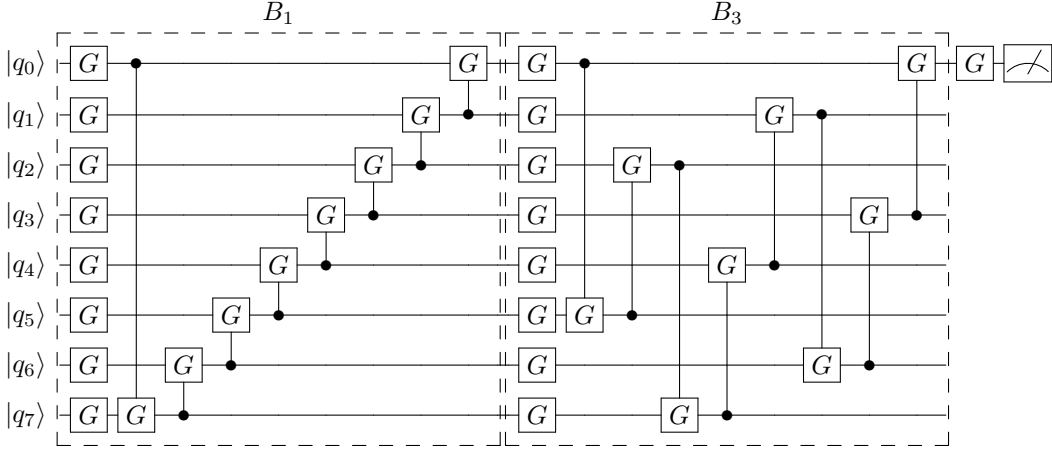 B₁ B₃
|q₀⟩ G G G G G
|q₁⟩ G G G G
|q₂⟩ G G G G
|q₃⟩ G G G G
|q₄⟩ G G G G
|q₅⟩ G G G G
|q₆⟩ G G G G
|q₇⟩ G G G G